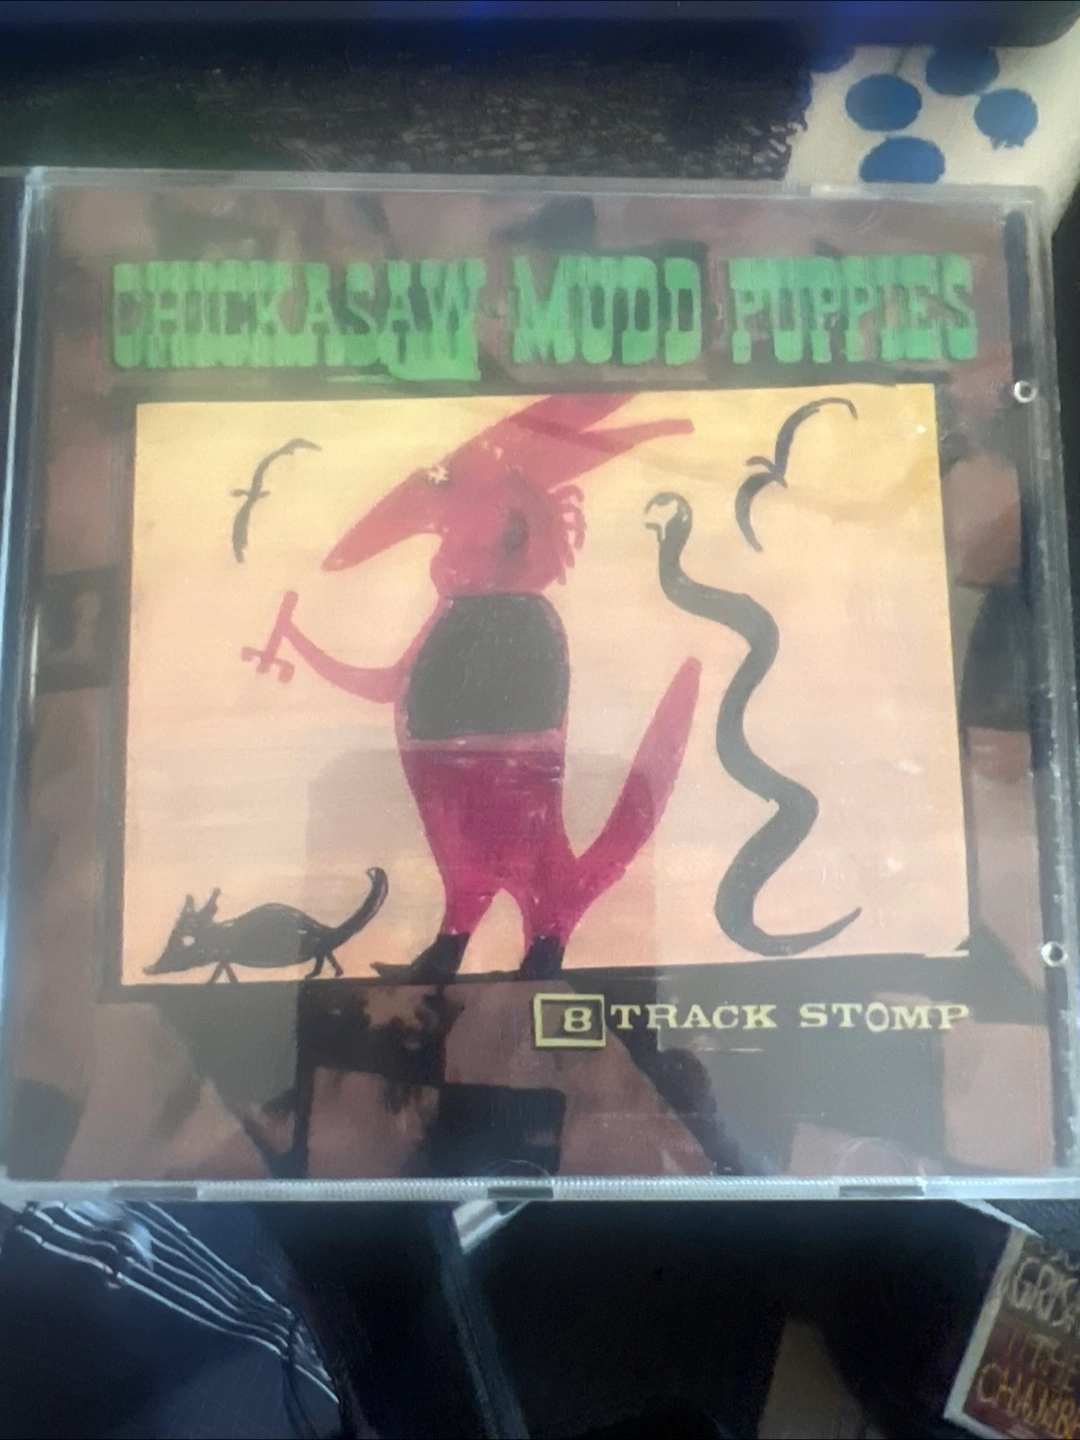 CHICKASAW MUDD PUPPIES
8 TRACK STOMP